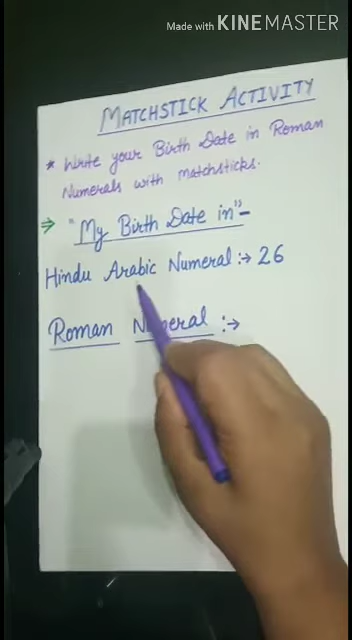 Made with KINEMASTER
MATCHSTICK ACTIVITY
* Write your Birth Date in Roman
Numerals with matchsticks.
⇒ "My Birth Date in"-
Hindu Arabic Numeral :→ 26
Roman Numeral :→